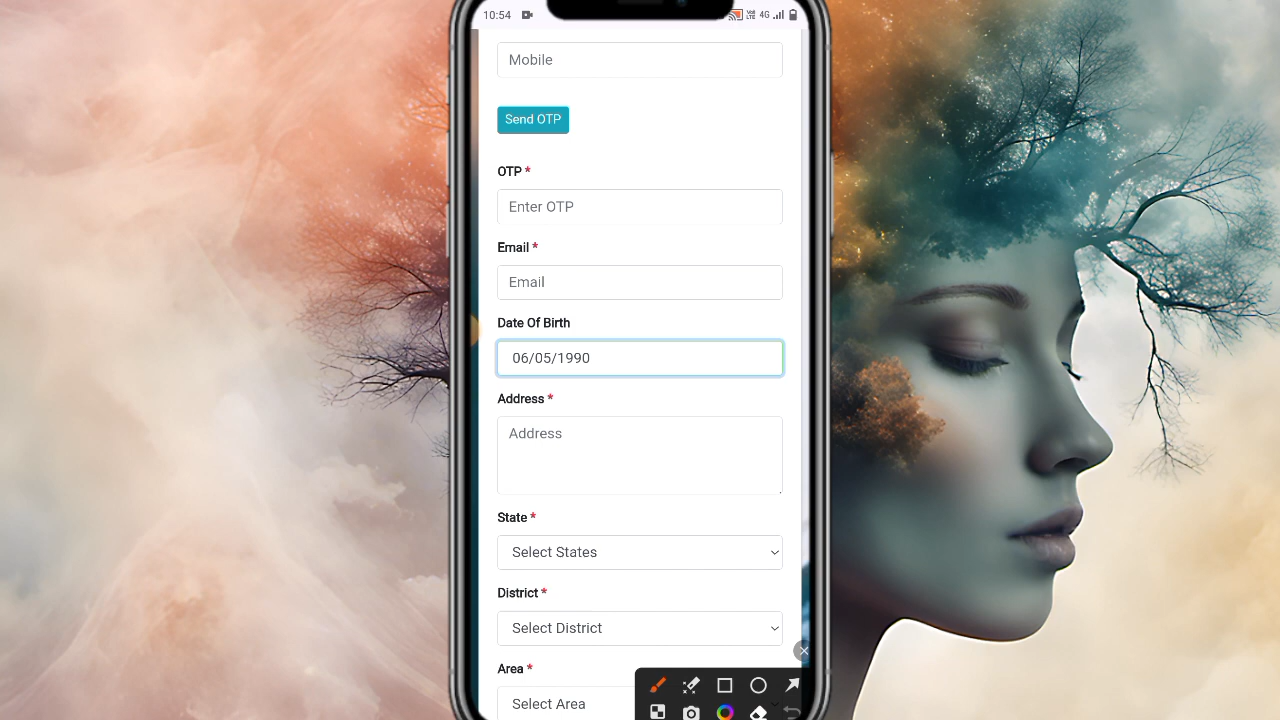 10:54
4G
Mobile
Send OTP
OTP *
Enter OTP
Email *
Email
Date Of Birth
06/05/1990
Address *
Address
State *
Select States
District *
Select District
Area *
Select Area